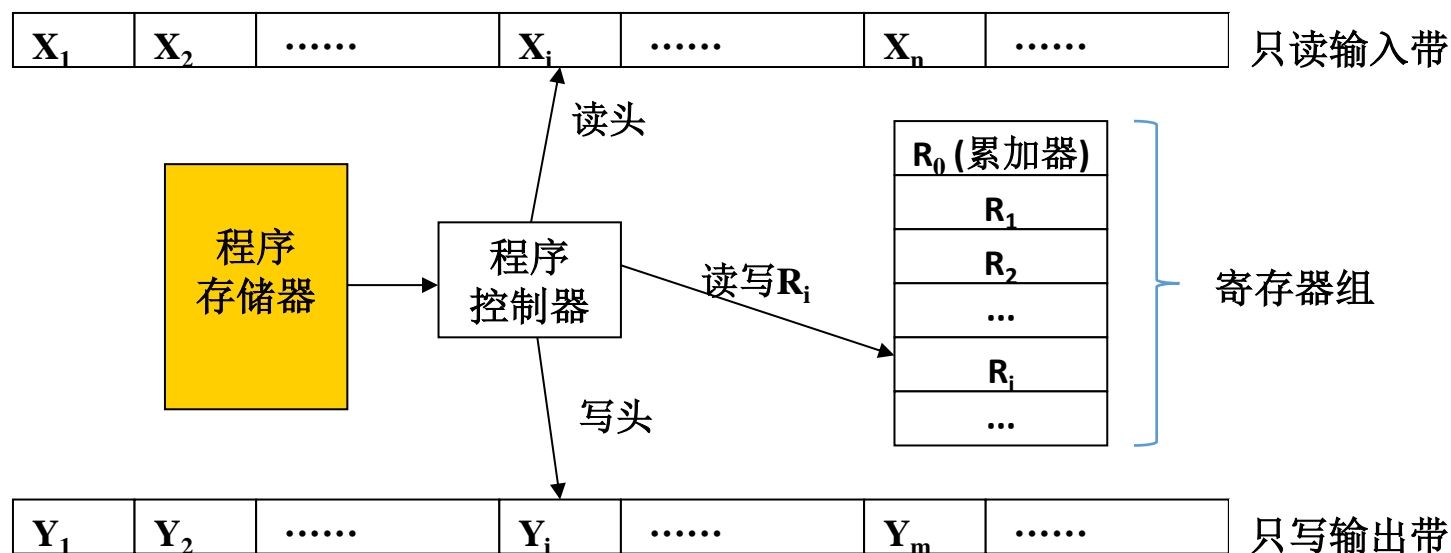 X₁ X₂ …… Xᵢ …… Xₙ …… 只读输入带
读头
R₀ (累加器)
R₁
R₂
...
Rᵢ
...
程序
存储器
程序
控制器
读写Rᵢ
寄存器组
写头
Y₁ Y₂ …… Yᵢ …… Yₘ …… 只写输出带